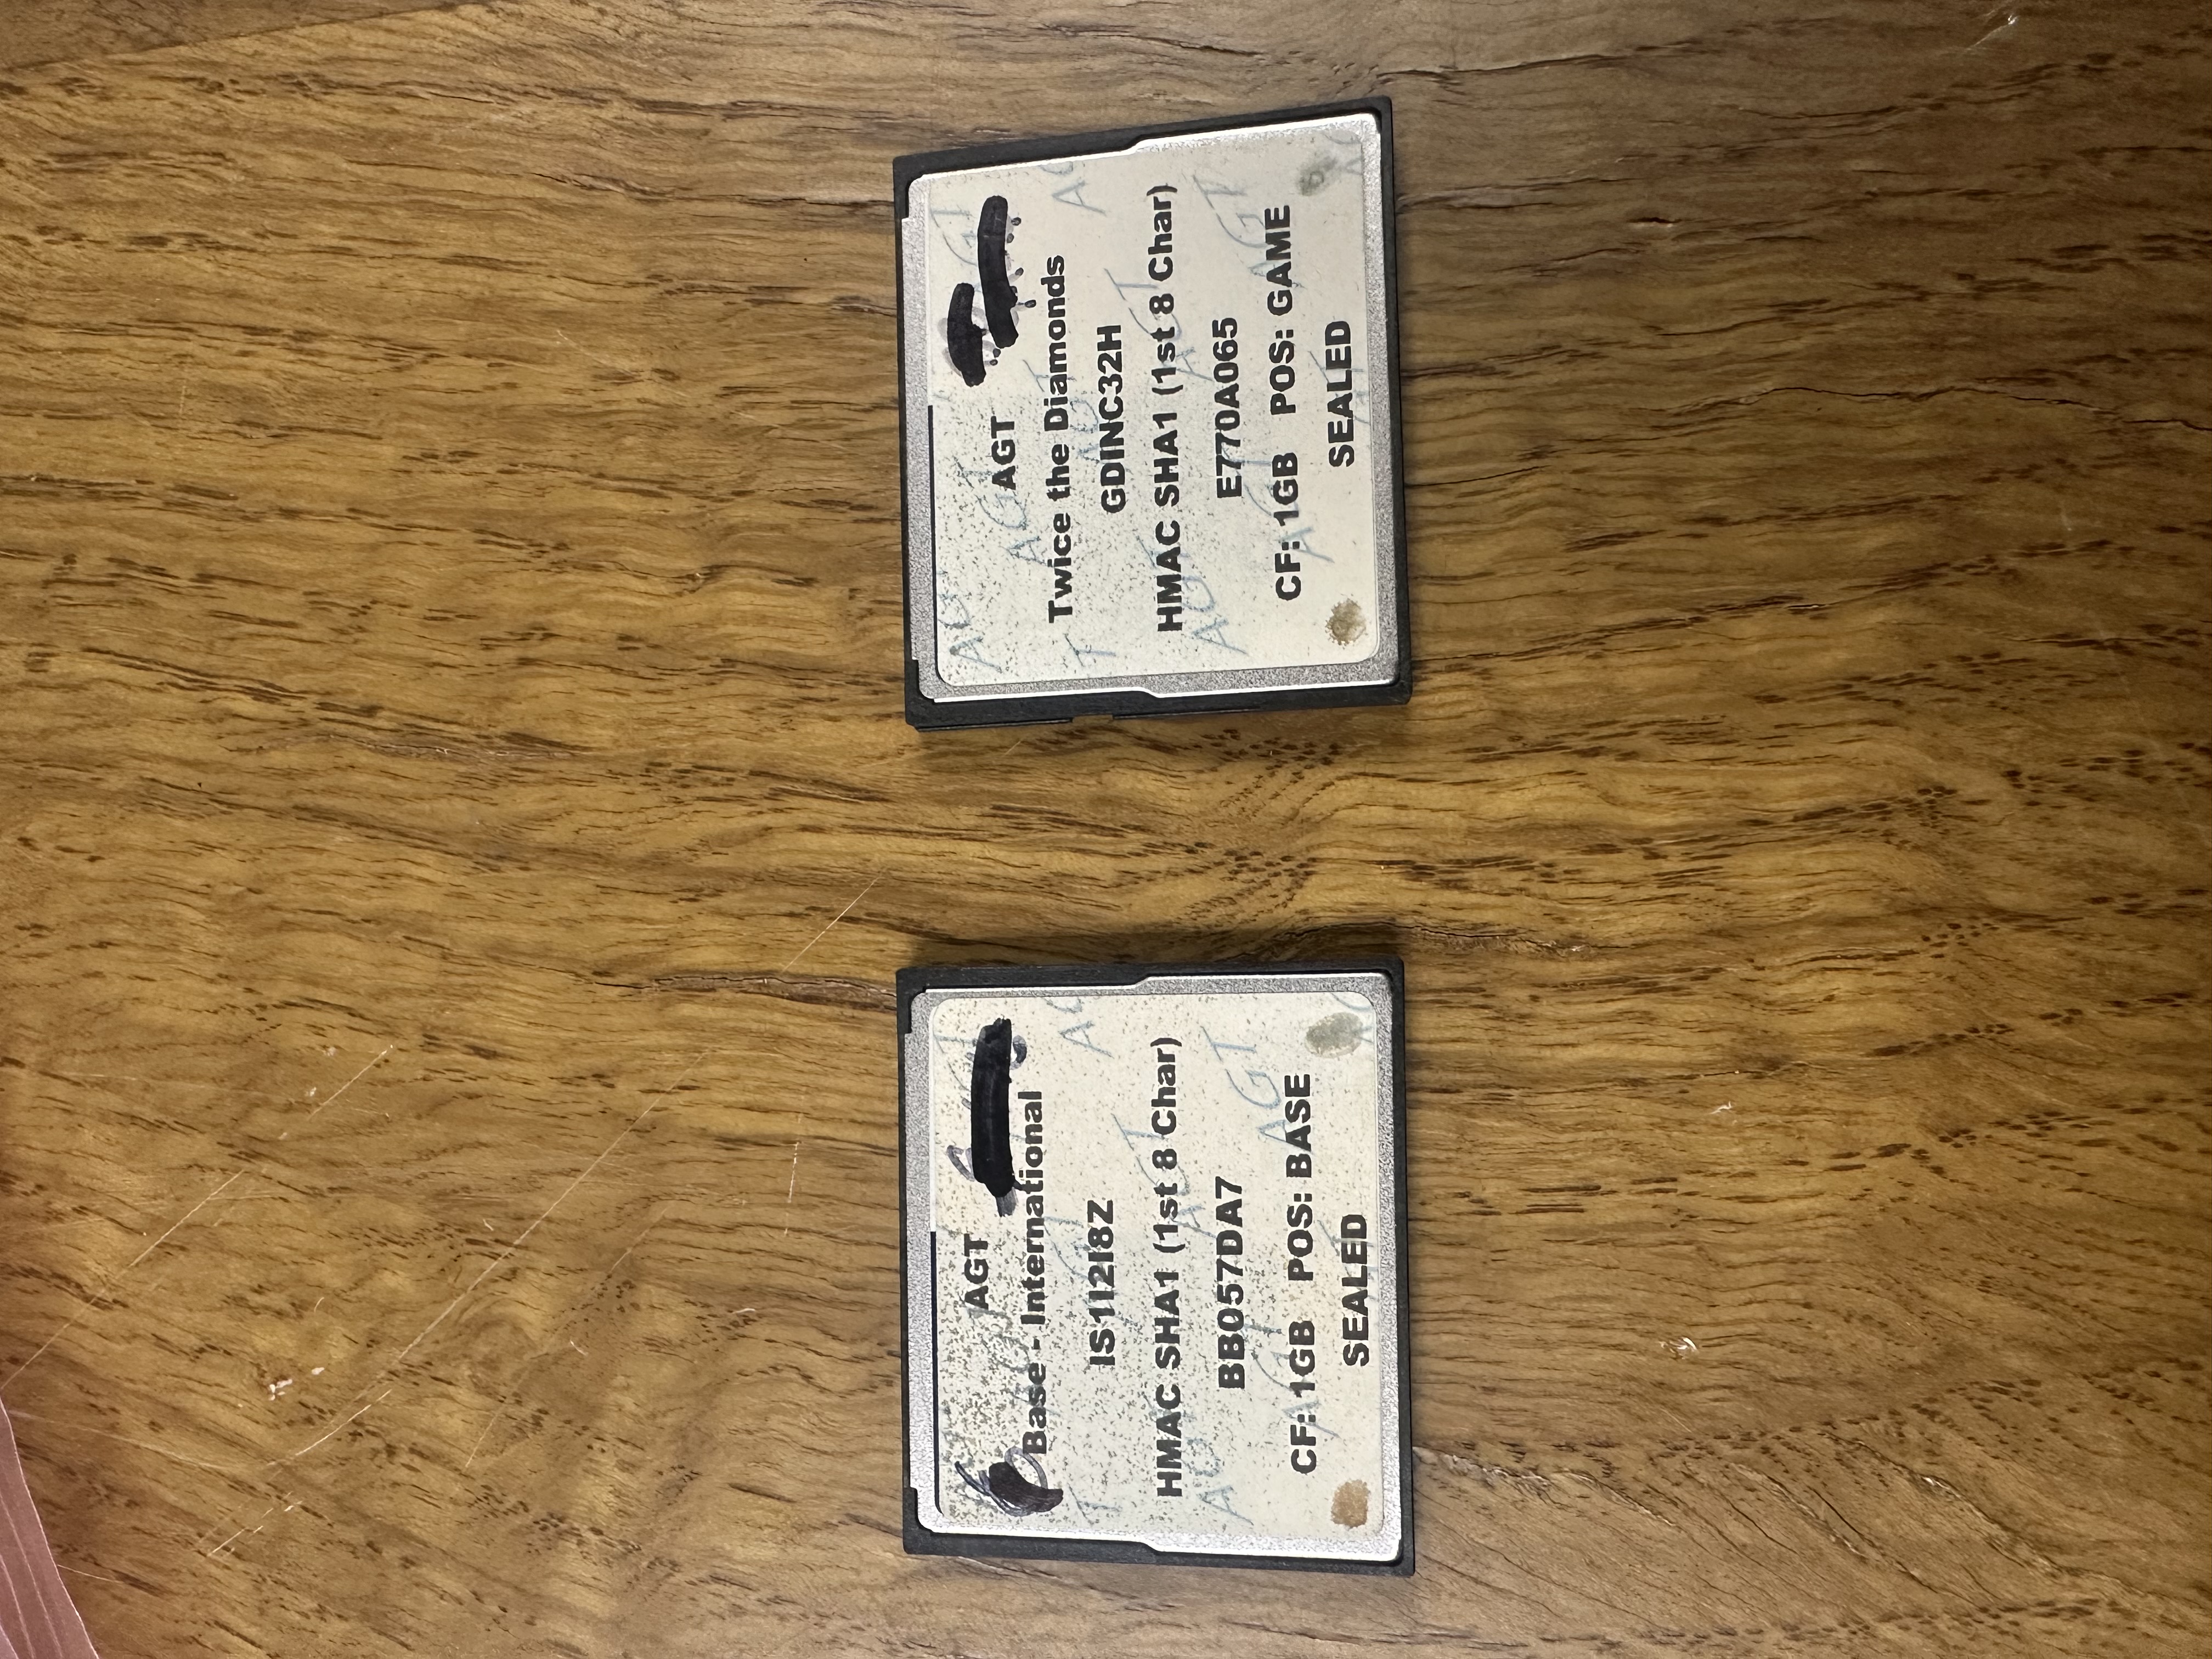 AGT
Base - International
IS1I2I8Z
HMAC SHA1 (1st 8 Char)
BB057DA7
CF: 1GB POS: BASE
SEALED
AGT
Twice the Diamonds
GDINC32H
HMAC SHA1 (1st 8 Char)
E770A065
CF: 1GB POS: GAME
SEALED